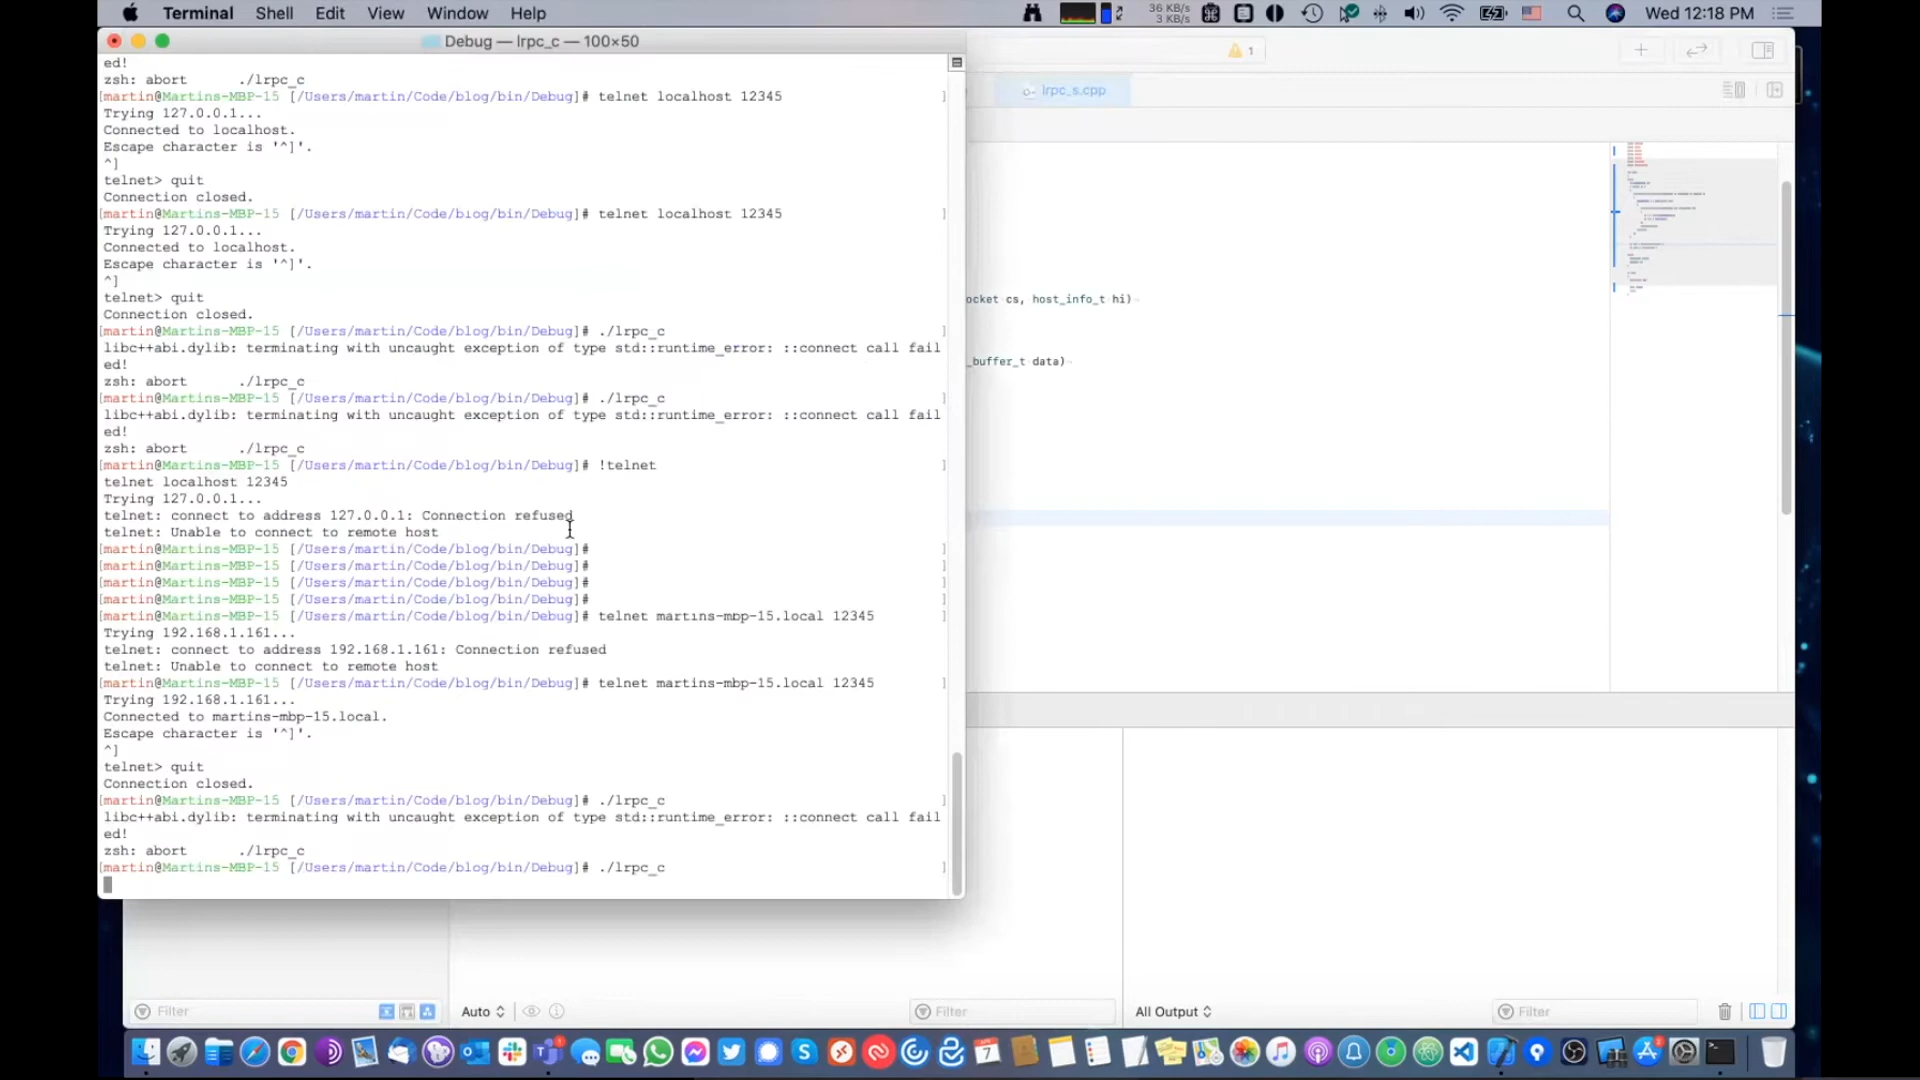 Terminal Shell Edit View Window Help
36 KB/s
3 KB/s
Wed 12:18 PM
Debug — lrpc_c — 100×50
ed!
zsh: abort ./lrpc_c
[martin@Martins-MBP-15 [/Users/martin/Code/blog/bin/Debug]# telnet localhost 12345 ]
Trying 127.0.0.1...
Connected to localhost.
Escape character is '^]'.
^]
telnet> quit
Connection closed.
[martin@Martins-MBP-15 [/Users/martin/Code/blog/bin/Debug]# telnet localhost 12345 ]
Trying 127.0.0.1...
Connected to localhost.
Escape character is '^]'.
^]
telnet> quit
Connection closed.
[martin@Martins-MBP-15 [/Users/martin/Code/blog/bin/Debug]# ./lrpc_c ]
libc++abi.dylib: terminating with uncaught exception of type std::runtime_error: ::connect call fail
ed!
zsh: abort ./lrpc_c
[martin@Martins-MBP-15 [/Users/martin/Code/blog/bin/Debug]# ./lrpc_c ]
libc++abi.dylib: terminating with uncaught exception of type std::runtime_error: ::connect call fail
ed!
zsh: abort ./lrpc_c
[martin@Martins-MBP-15 [/Users/martin/Code/blog/bin/Debug]# !telnet ]
telnet localhost 12345
Trying 127.0.0.1...
telnet: connect to address 127.0.0.1: Connection refused
telnet: Unable to connect to remote host
[martin@Martins-MBP-15 [/Users/martin/Code/blog/bin/Debug]# ]
[martin@Martins-MBP-15 [/Users/martin/Code/blog/bin/Debug]# ]
[martin@Martins-MBP-15 [/Users/martin/Code/blog/bin/Debug]# ]
[martin@Martins-MBP-15 [/Users/martin/Code/blog/bin/Debug]# ]
[martin@Martins-MBP-15 [/Users/martin/Code/blog/bin/Debug]# telnet martins-mbp-15.local 12345 ]
Trying 192.168.1.161...
telnet: connect to address 192.168.1.161: Connection refused
telnet: Unable to connect to remote host
[martin@Martins-MBP-15 [/Users/martin/Code/blog/bin/Debug]# telnet martins-mbp-15.local 12345 ]
Trying 192.168.1.161...
Connected to martins-mbp-15.local.
Escape character is '^]'.
^]
telnet> quit
Connection closed.
[martin@Martins-MBP-15 [/Users/martin/Code/blog/bin/Debug]# ./lrpc_c ]
libc++abi.dylib: terminating with uncaught exception of type std::runtime_error: ::connect call fail
ed!
zsh: abort ./lrpc_c
[martin@Martins-MBP-15 [/Users/martin/Code/blog/bin/Debug]# ./lrpc_c ]
1
lrpc_s.cpp
ocket cs, host_info_t hi)
_buffer_t data)
Filter
Auto
Filter
All Output
Filter
7